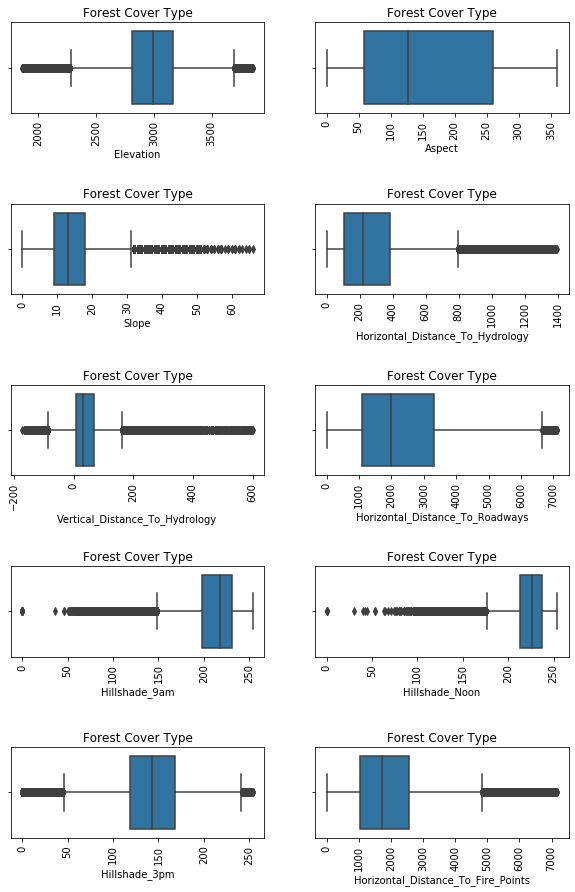 Forest Cover Type
2000 2500 3000 3500
Elevation
Forest Cover Type
0 50 100 150 200 250 300 350
Aspect
Forest Cover Type
0 10 20 30 40 50 60
Slope
Forest Cover Type
0 200 400 600 800 1000 1200 1400
Horizontal_Distance_To_Hydrology
Forest Cover Type
−200 0 200 400 600
Vertical_Distance_To_Hydrology
Forest Cover Type
0 1000 2000 3000 4000 5000 6000 7000
Horizontal_Distance_To_Roadways
Forest Cover Type
0 50 100 150 200 250
Hillshade_9am
Forest Cover Type
0 50 100 150 200 250
Hillshade_Noon
Forest Cover Type
0 50 100 150 200 250
Hillshade_3pm
Forest Cover Type
0 1000 2000 3000 4000 5000 6000 7000
Horizontal_Distance_To_Fire_Points